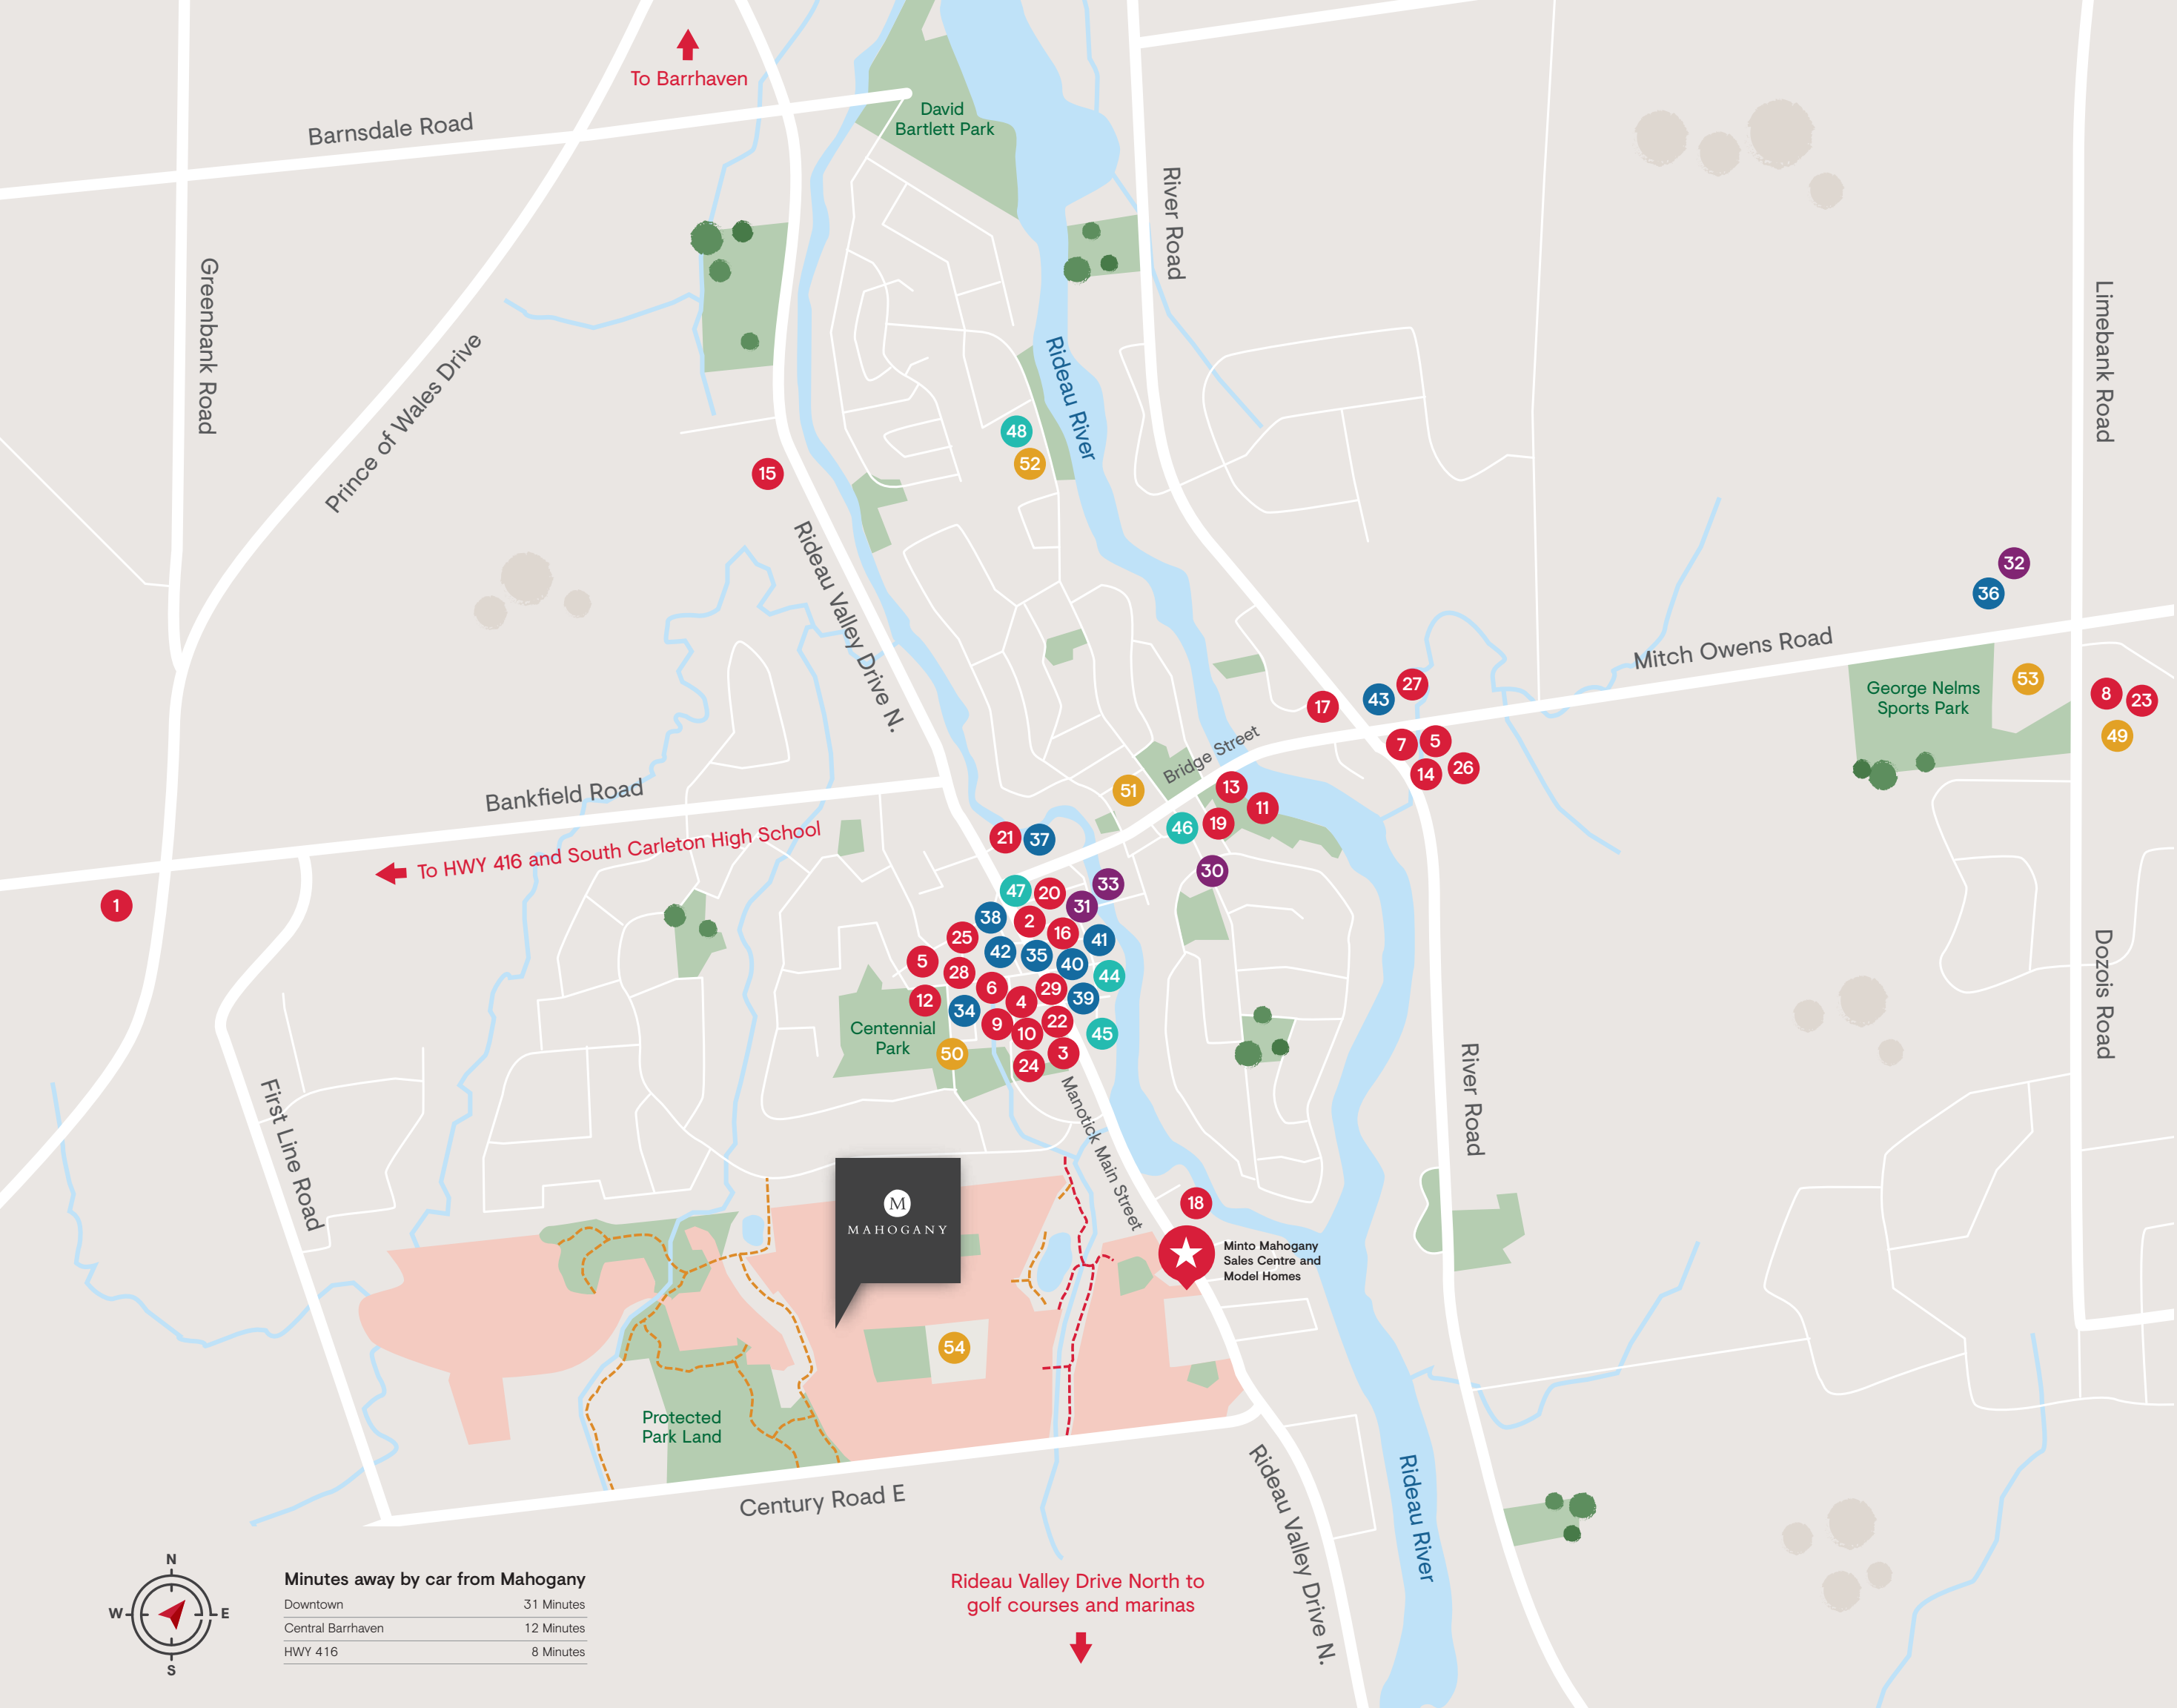 To Barrhaven
Barnsdale Road
David
Bartlett Park
River Road
Greenbank Road
Prince of Wales Drive
Limebank Road
Rideau River
48
52
15
Rideau Valley Drive N.
32
36
Mitch Owens Road
53
George Nelms
Sports Park
8
23
49
27
43
17
7
5
14
26
Bridge Street
51
13
11
46
19
Bankfield Road
To HWY 416 and South Carleton High School
21
37
30
1
47
20
33
31
38
2
16
25
42
35
41
5
28
40
44
6
29
12
34
4
39
9
10
22
45
Centennial
Park
50
24
3
Dozois Road
River Road
Manotick Main Street
First Line Road
M
MAHOGANY
18
Minto Mahogany
Sales Centre and
Model Homes
54
Protected
Park Land
Century Road E
Rideau Valley Drive N.
Rideau River
N
W
E
S
Minutes away by car from Mahogany
Downtown 31 Minutes
Central Barrhaven 12 Minutes
HWY 416 8 Minutes
Rideau Valley Drive North to
golf courses and marinas